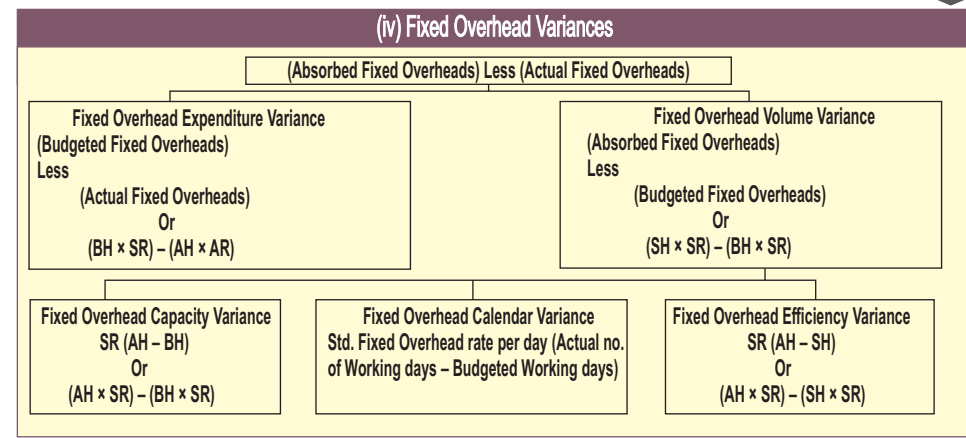 (iv) Fixed Overhead Variances
(Absorbed Fixed Overheads) Less (Actual Fixed Overheads)
Fixed Overhead Expenditure Variance
(Budgeted Fixed Overheads)
Less
(Actual Fixed Overheads)
Or
(BH × SR) – (AH × AR)
Fixed Overhead Volume Variance
(Absorbed Fixed Overheads)
Less
(Budgeted Fixed Overheads)
Or
(SH × SR) – (BH × SR)
Fixed Overhead Capacity Variance
SR (AH – BH)
Or
(AH × SR) – (BH × SR)
Fixed Overhead Calendar Variance
Std. Fixed Overhead rate per day (Actual no.
of Working days – Budgeted Working days)
Fixed Overhead Efficiency Variance
SR (AH – SH)
Or
(AH × SR) – (SH × SR)